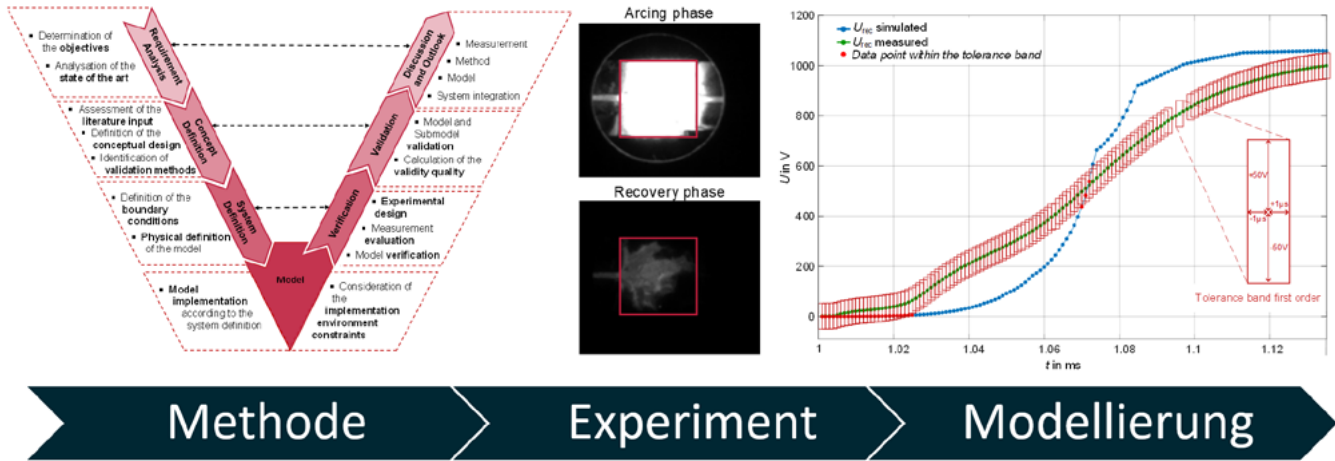 Determination of
the objectives
Analysation of the
state of the art
Requirement
Analysis
Assessment of the
literature input
Definition of the
conceptual design
Identification of
validation methods
Concept
Definition
Definition of the
boundary
conditions
Physical definition
of the model
System
Definition
Model
implementation
according to the
system definition
Model
Consideration of
the
implementation
environment
constraints
Verification
Experimental
design
Measurement
evaluation
Model verification
Validation
Model and
Submodel
validation
Calculation of the
validity quality
Discussion
and Outlook
Measurement
Method
Model
System integration
Arcing phase
Recovery phase
1200
1000
800
600
400
200
0
U in V
Urec simulated
Urec measured
Data point within the tolerance band
+50V
+1µs
-1µs
-50V
Tolerance band first order
1
1.02
1.04
1.06
1.08
1.1
1.12
t in ms
Methode
Experiment
Modellierung